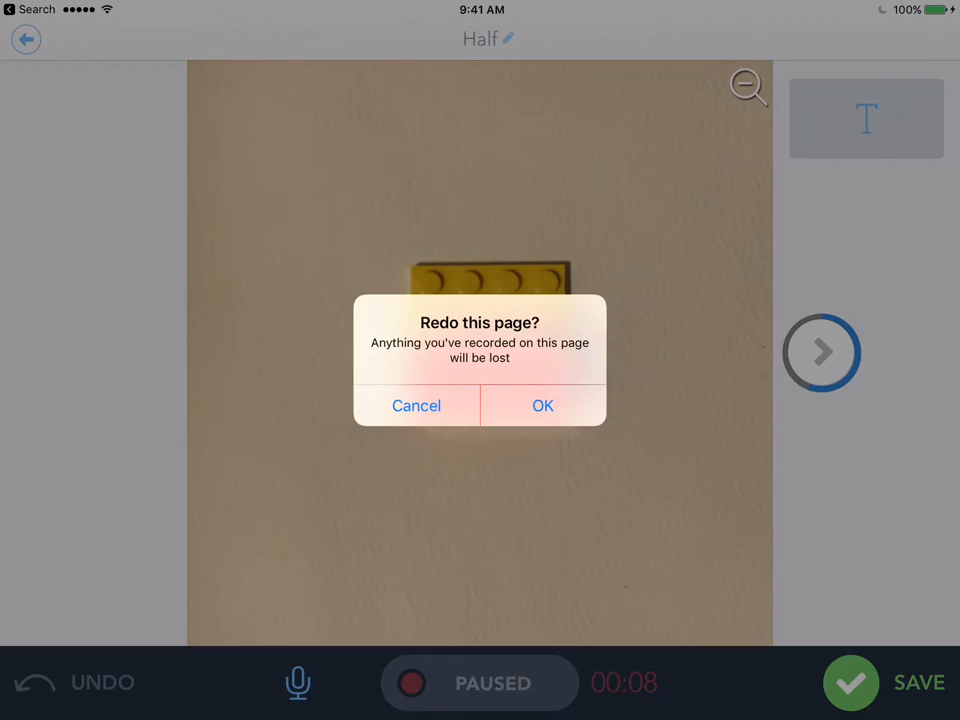 Search 9:41 AM 100%
Half
T
Redo this page?
Anything you've recorded on this page
will be lost
Cancel OK
UNDO PAUSED 00:08 SAVE